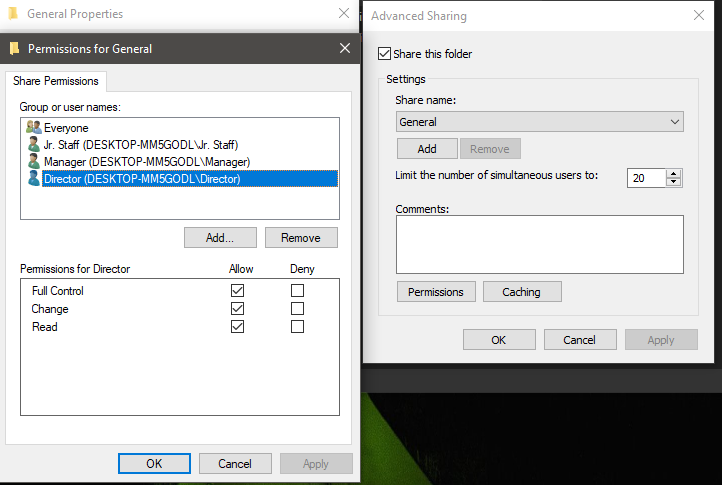 General Properties
Permissions for General
Share Permissions
Group or user names:
Everyone
Jr. Staff (DESKTOP-MM5GODL\Jr. Staff)
Manager (DESKTOP-MM5GODL\Manager)
Director (DESKTOP-MM5GODL\Director)
Add... Remove
Permissions for Director Allow Deny
Full Control
Change
Read
OK Cancel Apply
Advanced Sharing
Share this folder
Settings
Share name:
General
Add Remove
Limit the number of simultaneous users to: 20
Comments:
Permissions Caching
OK Cancel Apply